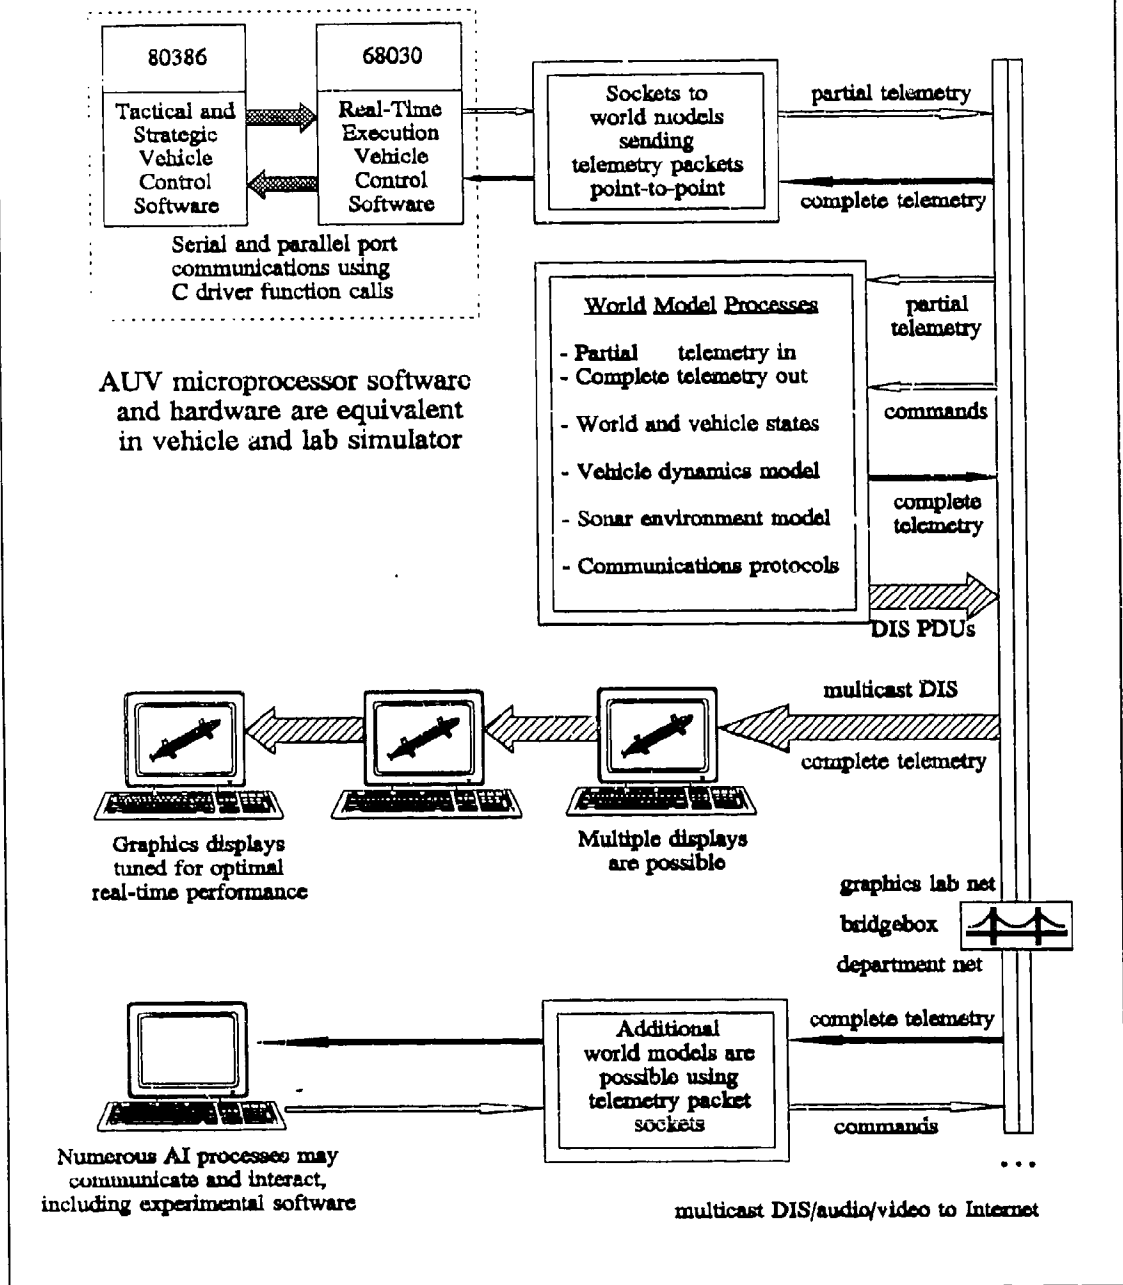 80386
68030
Tactical and
Strategic
Vehicle
Control
Software
Real-Time
Execution
Vehicle
Control
Software
Serial and parallel port
communications using
C driver function calls
Sockets to
world models
sending
telemetry packets
point-to-point
partial telemetry
complete telemetry
AUV microprocessor software
and hardware are equivalent
in vehicle and lab simulator
World Model Processes
- Partial telemetry in
- Complete telemetry out
- World and vehicle states
- Vehicle dynamics model
- Sonar environment model
- Communications protocols
partial
telemetry
commands
complete
telemetry
DIS PDUs
multicast DIS
complete telemetry
Graphics displays
tuned for optimal
real-time performance
Multiple displays
are possible
graphics lab net
bridgebox
department net
Additional
world models are
possible using
telemetry packet
sockets
complete telemetry
commands
Numerous AI processes may
communicate and interact,
including experimental software
...
multicast DIS/audio/video to Internet